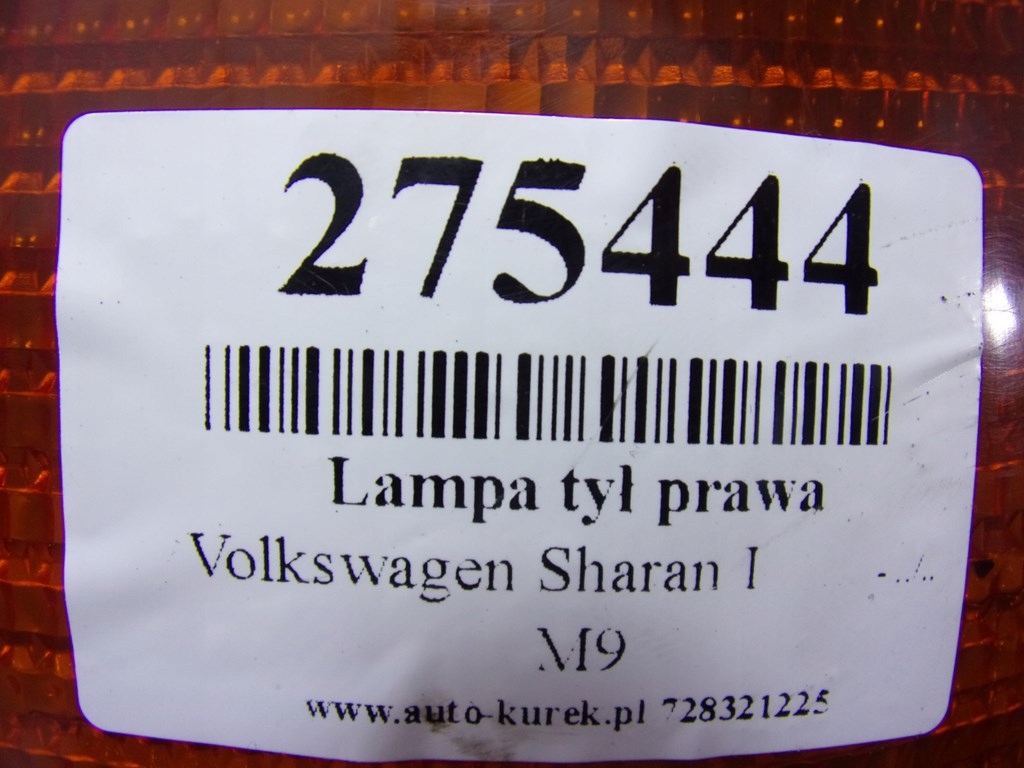 275444
Lampa tył prawa
Volkswagen Sharan I - ../..
M9
www.auto-kurek.pl 728321225